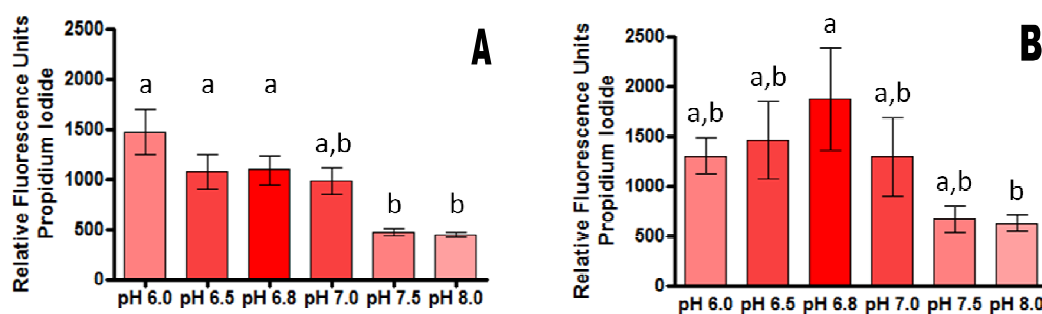 Relative Fluorescence Units
Propidium Iodide
2500
2000
1500
1000
500
0
A
a
a
a
a,b
b
b
pH 6.0 pH 6.5 pH 6.8 pH 7.0 pH 7.5 pH 8.0
Relative Fluorescence Units
Propidium Iodide
2500
2000
1500
1000
500
0
B
a,b
a,b
a
a,b
a,b
b
pH 6.0 pH 6.5 pH 6.8 pH 7.0 pH 7.5 pH 8.0